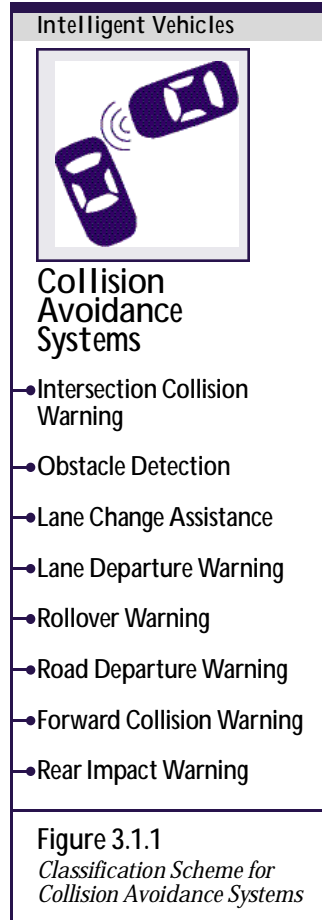 Intelligent Vehicles
Collision
Avoidance
Systems
Intersection Collision
Warning
Obstacle Detection
Lane Change Assistance
Lane Departure Warning
Rollover Warning
Road Departure Warning
Forward Collision Warning
Rear Impact Warning
Figure 3.1.1
Classification Scheme for
Collision Avoidance Systems